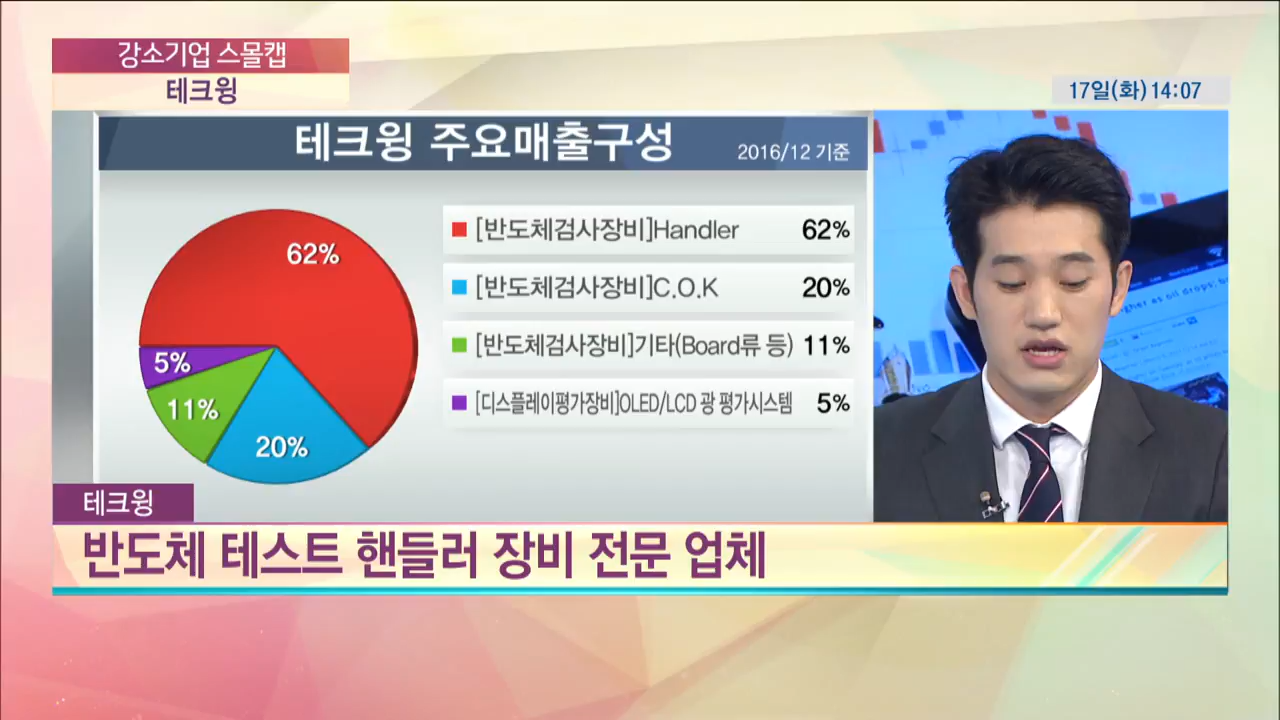 강소기업 스몰캡
테크윙
17일(화) 14:07
테크윙 주요매출구성
2016/12 기준
62%
5%
11%
20%
[반도체검사장비]Handler 62%
[반도체검사장비]C.O.K 20%
[반도체검사장비]기타(Board류 등) 11%
[디스플레이평가장비]OLED/LCD 광 평가시스템 5%
테크윙
반도체 테스트 핸들러 장비 전문 업체